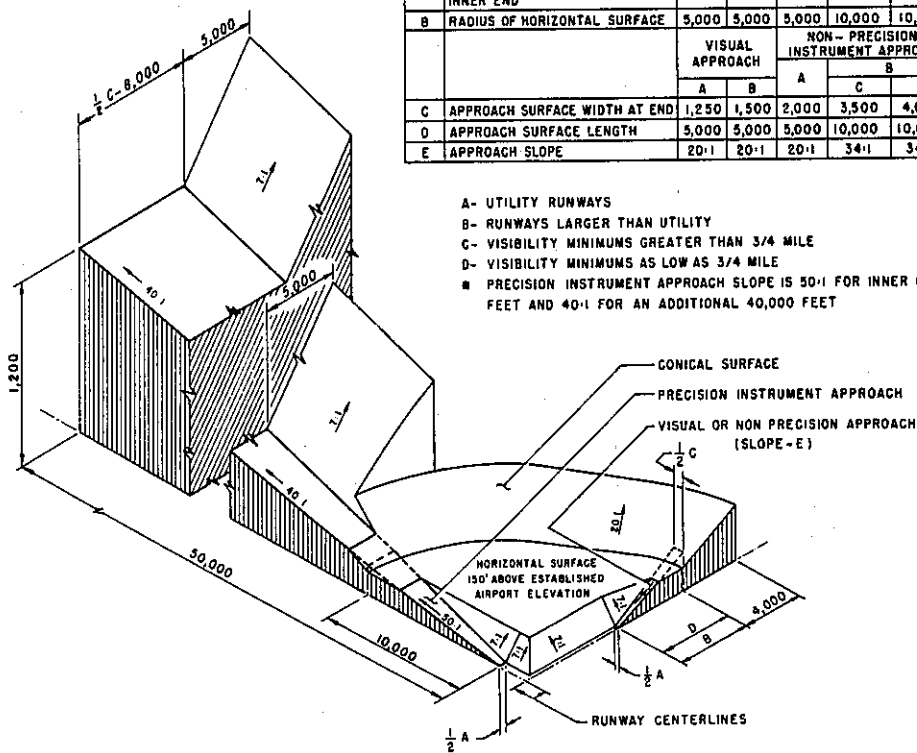 INNER END
B RADIUS OF HORIZONTAL SURFACE 5,000 5,000 5,000 10,000 10,
VISUAL APPROACH
NON-PRECISION
INSTRUMENT APPRO
A B A B
C
C APPROACH SURFACE WIDTH AT END 1,250 1,500 2,000 3,500 4,
D APPROACH SURFACE LENGTH 5,000 5,000 5,000 10,000 10,
E APPROACH SLOPE 20:1 20:1 20:1 34:1 3
A- UTILITY RUNWAYS
B- RUNWAYS LARGER THAN UTILITY
C- VISIBILITY MINIMUMS GREATER THAN 3/4 MILE
D- VISIBILITY MINIMUMS AS LOW AS 3/4 MILE
* PRECISION INSTRUMENT APPROACH SLOPE IS 50:1 FOR INNER
FEET AND 40:1 FOR AN ADDITIONAL 40,000 FEET
5,000
1/2 C-8,000
7:1
40:1
5,000
1,200
7:1
40:1
CONICAL SURFACE
PRECISION INSTRUMENT APPROACH
VISUAL OR NON PRECISION APPROACH
(SLOPE-E)
1/2 C
20:1
50,000
HORIZONTAL SURFACE
150' ABOVE ESTABLISHED
AIRPORT ELEVATION
50:1
7:1
7:1
7:1
7:1
7:1
10,000
4,000
D
B
1/2 A
RUNWAY CENTERLINES
1/2 A